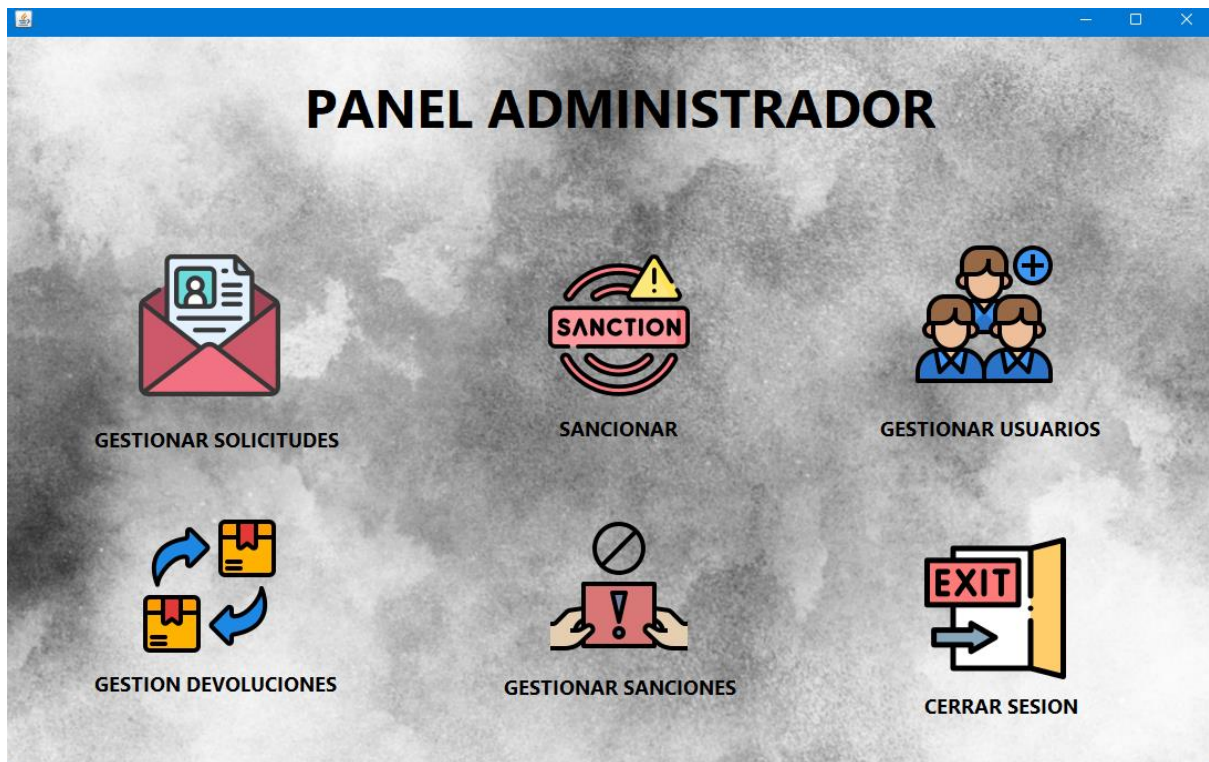 PANEL ADMINISTRADOR
SANCTION
GESTIONAR SOLICITUDES
SANCIONAR
GESTIONAR USUARIOS
EXIT
GESTION DEVOLUCIONES
GESTIONAR SANCIONES
CERRAR SESION